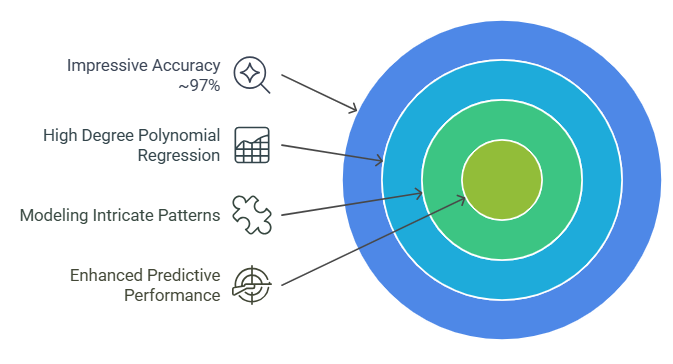 Impressive Accuracy
~97%
High Degree Polynomial
Regression
Modeling Intricate Patterns
Enhanced Predictive
Performance